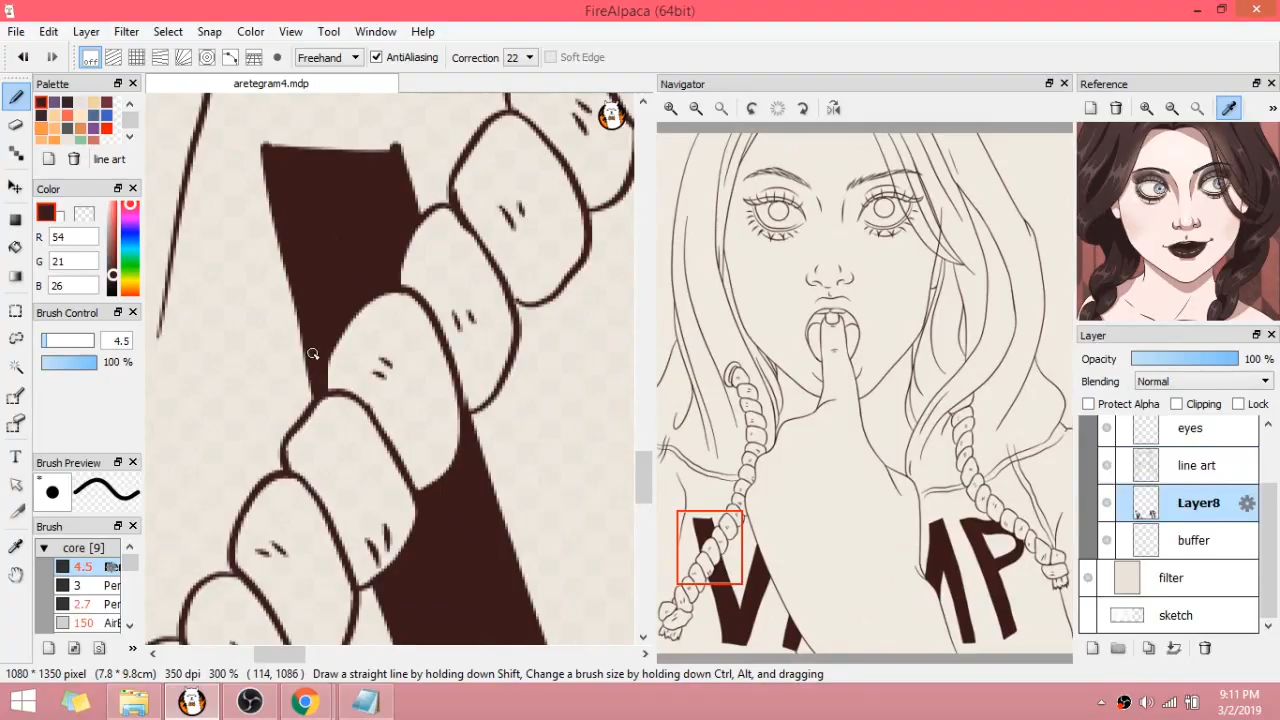 FireAlpaca (64bit)
File Edit Layer Filter Select Snap Color View Tool Window Help
off Freehand AntiAliasing Correction 22 Soft Edge
Palette
aretegram4.mdp
Navigator
Reference
line art
Color
R 54
G 21
B 26
Brush Control
4.5
100 %
Layer
Opacity 100 %
Blending Normal
Protect Alpha Clipping Lock
eyes
line art
Layer8
buffer
filter
sketch
Brush Preview
Brush
core [9]
4.5 Pen
3 Per
2.7 Per
150 AirE
1080 * 1350 pixel (7.8 * 9.8cm) 350 dpi 300 % ( 114, 1086 ) Draw a straight line by holding down Shift, Change a brush size by holding down Ctrl, Alt, and dragging
9:11 PM
3/2/2019